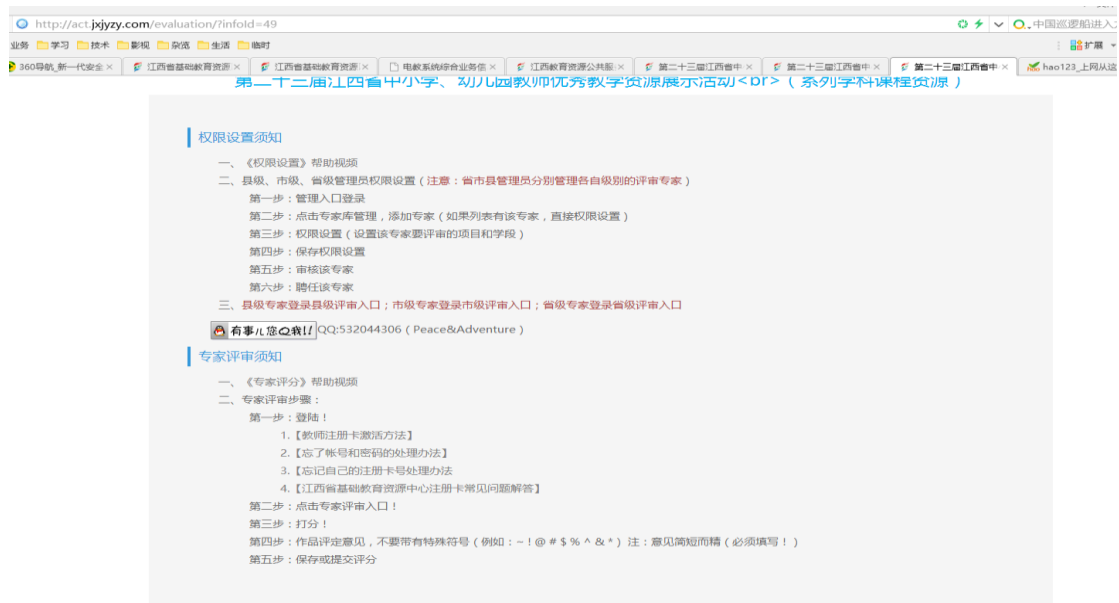 http://act.jxjyzy.com/evaluation/?infoId=49
中国巡逻船进入
业务 学习 技术 影视 杂览 生活 临时 扩展
360导航_新一代安全 × 江西省基础教育资源 × 江西省基础教育资源 × 电教系统综合业务信 × 江西教育资源公共服 × 第二十三届江西省中 × 第二十三届江西省中 × 第二十三届江西省中 × hao123_上网从这
第二十三届江西省中小学、幼儿园教师优秀教学资源展示活动<br>（系列学科课程资源）
权限设置须知
一、《权限设置》帮助视频
二、县级、市级、省级管理员权限设置（注意：省市县管理员分别管理各自级别的评审专家）
第一步：管理入口登录
第二步：点击专家库管理，添加专家（如果列表有该专家，直接权限设置）
第三步：权限设置（设置该专家要评审的项目和学段）
第四步：保存权限设置
第五步：审核该专家
第六步：聘任该专家
三、县级专家登录县级评审入口；市级专家登录市级评审入口；省级专家登录省级评审入口
有事儿您Q我!! QQ:532044306（Peace&Adventure）
专家评审须知
一、《专家评分》帮助视频
二、专家评审步骤：
第一步：登陆！
1.【教师注册卡激活方法】
2.【忘了帐号和密码的处理办法】
3.【忘记自己的注册卡号处理办法
4.【江西省基础教育资源中心注册卡常见问题解答】
第二步：点击专家评审入口！
第三步：打分！
第四步：作品评定意见，不要带有特殊符号（例如：~！@ # $ % ^ & *）注：意见简短而精（必须填写！）
第五步：保存或提交评分